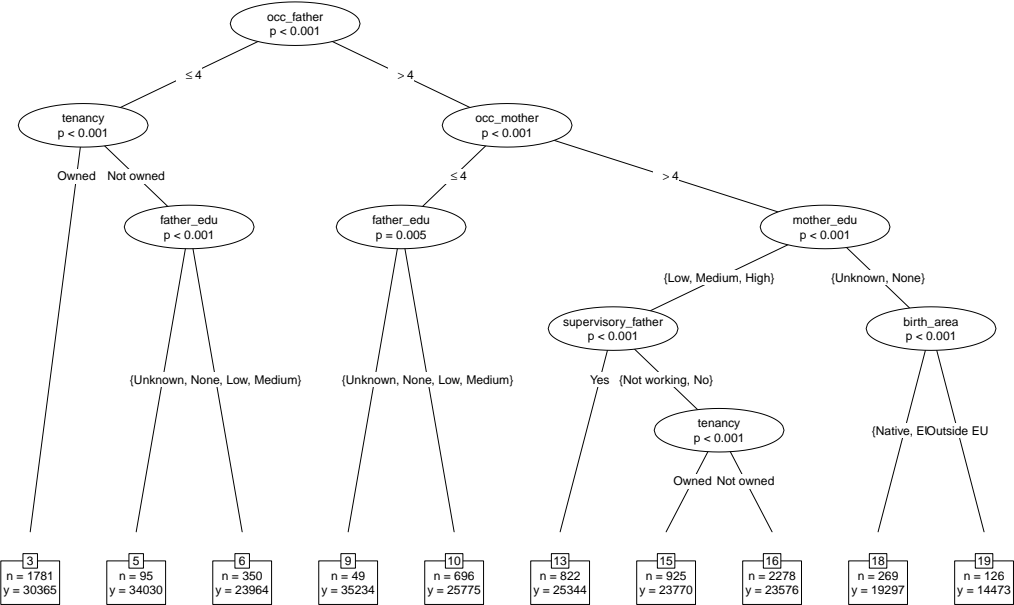 occ_father
p < 0.001
≤ 4
> 4
tenancy
p < 0.001
occ_mother
p < 0.001
Owned
Not owned
≤ 4
> 4
father_edu
p < 0.001
father_edu
p = 0.005
mother_edu
p < 0.001
{Low, Medium, High}
{Unknown, None}
supervisory_father
p < 0.001
birth_area
p < 0.001
{Unknown, None, Low, Medium}
{Unknown, None, Low, Medium}
Yes
{Not working, No}
tenancy
p < 0.001
{Native, E
Outside EU
Owned
Not owned
3
n = 1781
y = 30365
5
n = 95
y = 34030
6
n = 350
y = 23964
9
n = 49
y = 35234
10
n = 696
y = 25775
13
n = 822
y = 25344
15
n = 925
y = 23770
16
n = 2278
y = 23576
18
n = 269
y = 19297
19
n = 126
y = 14473